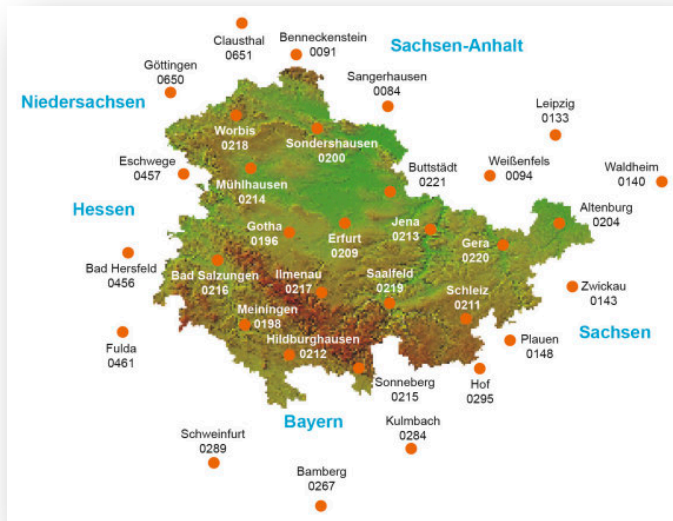 Clausthal
0651
Benneckenstein
0091
Sachsen-Anhalt
Göttingen
0650
Sangerhausen
0084
Niedersachsen
Leipzig
0133
Worbis
0218
Sondershausen
0200
Eschwege
0457
Mühlhausen
0214
Buttstädt
0221
Weißenfels
0094
Waldheim
0140
Hessen
Gotha
0196
Erfurt
0209
Jena
0213
Gera
0220
Altenburg
0204
Bad Hersfeld
0456
Bad Salzungen
0216
Ilmenau
0217
Saalfeld
0219
Schleiz
0211
Zwickau
0143
Meiningen
0198
Sachsen
Fulda
0461
Hildburghausen
0212
Plauen
0148
Sonneberg
0215
Hof
0295
Bayern
Kulmbach
0284
Schweinfurt
0289
Bamberg
0267